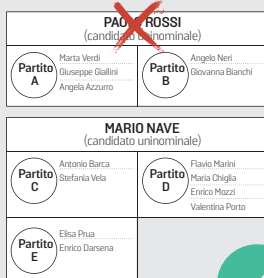 PAOLO ROSSI
(candidato uninominale)
Partito
A
Marta Verdi
Giuseppe Giallini
Angela Azzurro
Partito
B
Angelo Neri
Giovanna Bianchi
MARIO NAVE
(candidato uninominale)
Partito
C
Antonio Barca
Stefania Vela
Partito
D
Flavio Marini
Maria Chiglia
Enrico Mozzi
Valentina Porto
Partito
E
Elisa Prua
Enrico Darsena